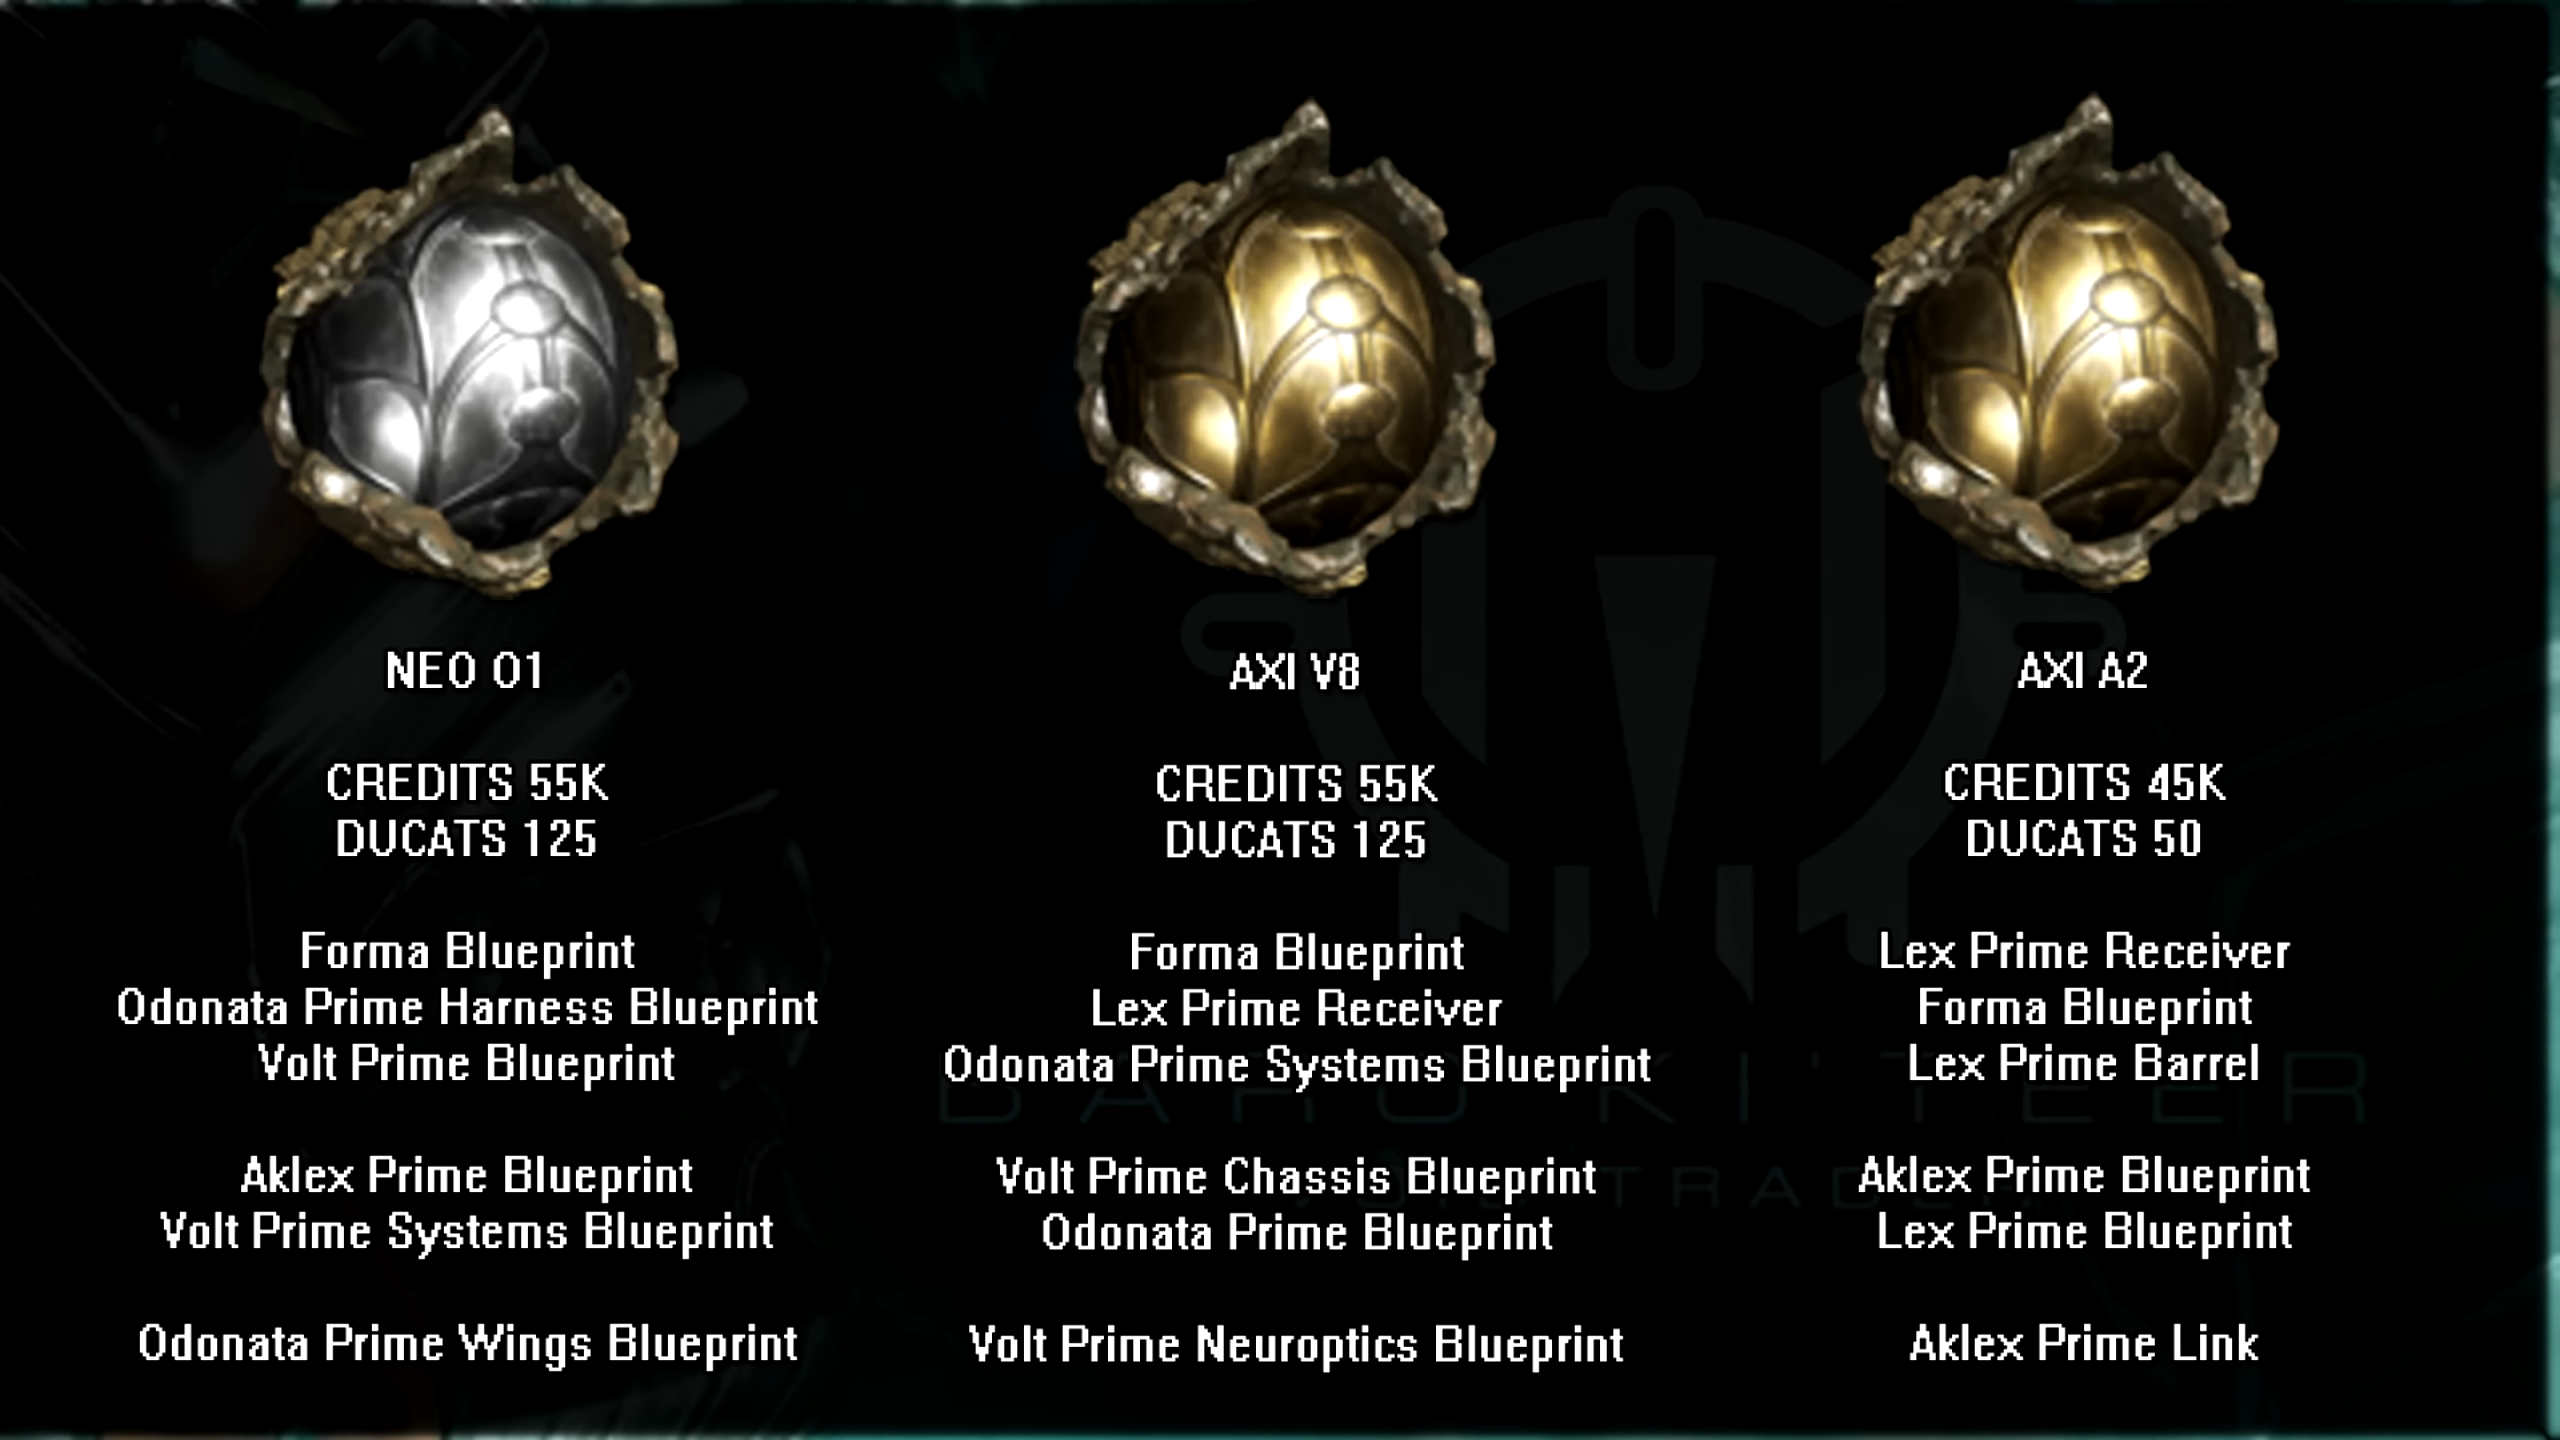 NEO O1
CREDITS 55K
DUCATS 125
Forma Blueprint
Odonata Prime Harness Blueprint
Volt Prime Blueprint
Aklex Prime Blueprint
Volt Prime Systems Blueprint
Odonata Prime Wings Blueprint
AXI V8
CREDITS 55K
DUCATS 125
Forma Blueprint
Lex Prime Receiver
Odonata Prime Systems Blueprint
Volt Prime Chassis Blueprint
Odonata Prime Blueprint
Volt Prime Neuroptics Blueprint
AXI A2
CREDITS 45K
DUCATS 50
Lex Prime Receiver
Forma Blueprint
Lex Prime Barrel
Aklex Prime Blueprint
Lex Prime Blueprint
Aklex Prime Link
BARO KI'TEER